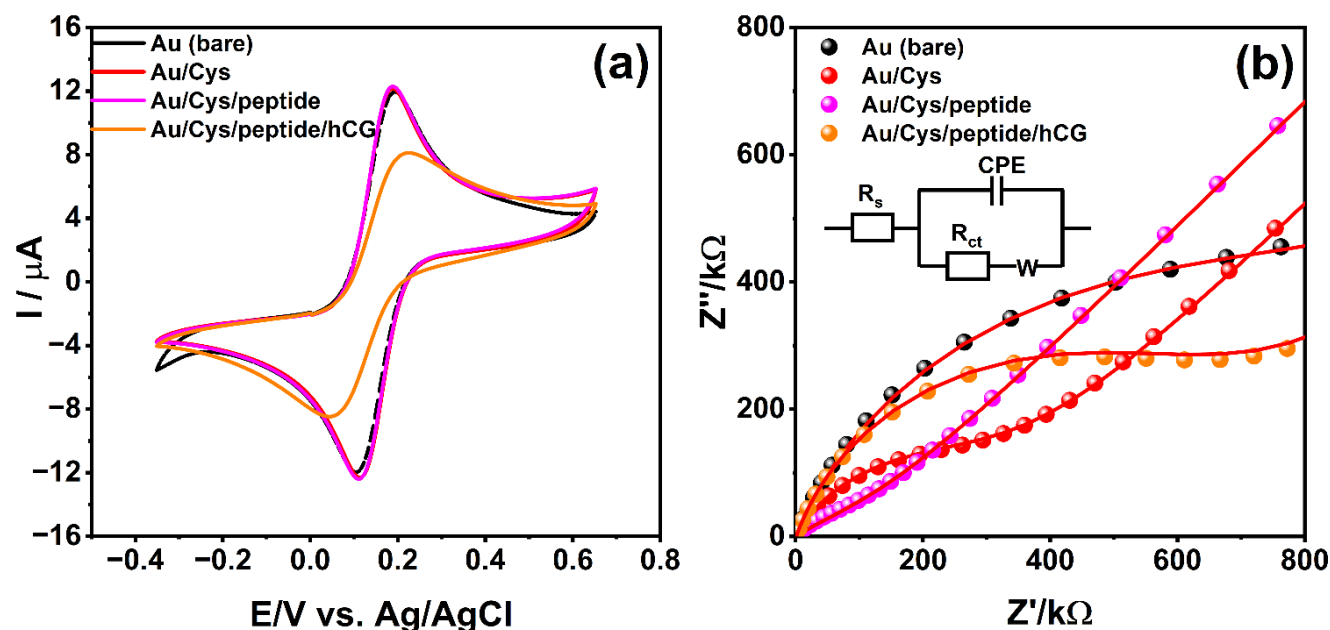 (a)
Au (bare)
Au/Cys
Au/Cys/peptide
Au/Cys/peptide/hCG
16
12
8
4
0
−4
−8
−12
−16
I / μA
−0.4 −0.2 0.0 0.2 0.4 0.6 0.8
E/V vs. Ag/AgCl
(b)
Au (bare)
Au/Cys
Au/Cys/peptide
Au/Cys/peptide/hCG
CPE
Rs
Rct
W
800
600
400
200
0
Z''/kΩ
0 200 400 600 800
Z'/kΩ